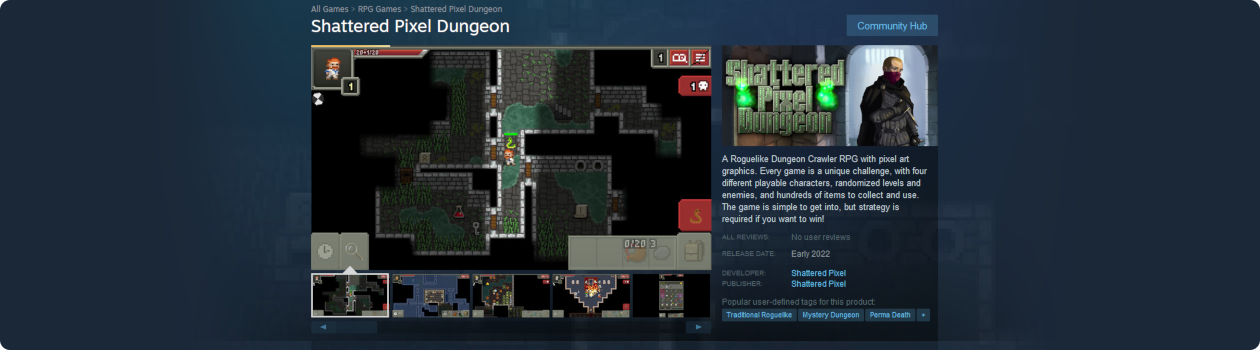 All Games > RPG Games > Shattered Pixel Dungeon
Shattered Pixel Dungeon
Community Hub
20+1/20
1
1
1
0/20 3
Shattered
Pixel
Dungeon
A Roguelike Dungeon Crawler RPG with pixel art
graphics. Every game is a unique challenge, with four
different playable characters, randomized levels and
enemies, and hundreds of items to collect and use.
The game is simple to get into, but strategy is
required if you want to win!
ALL REVIEWS: No user reviews
RELEASE DATE: Early 2022
DEVELOPER: Shattered Pixel
PUBLISHER: Shattered Pixel
Popular user-defined tags for this product:
Traditional Roguelike Mystery Dungeon Perma Death +